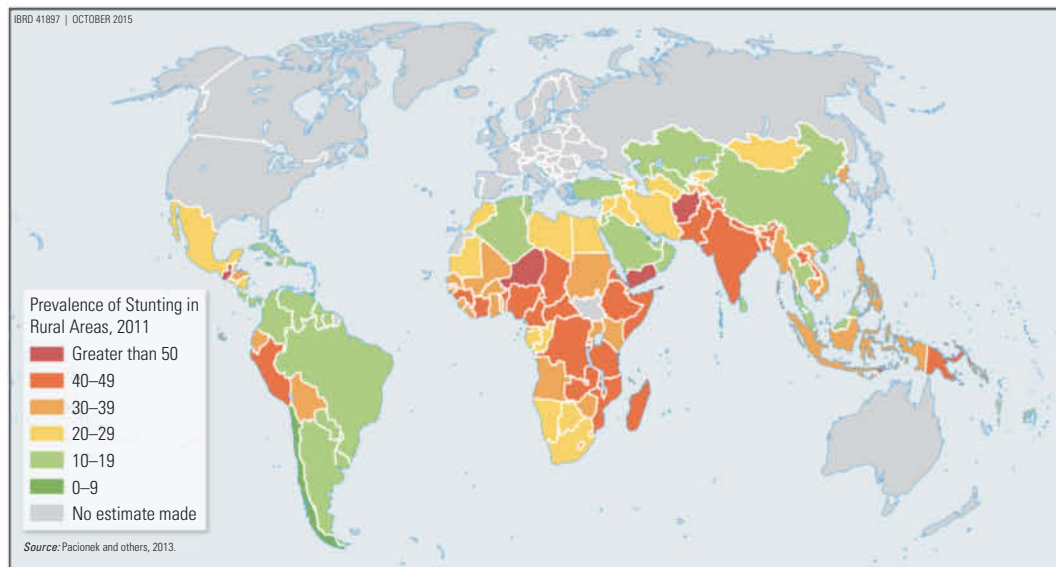 IBRD 41897 | OCTOBER 2015
Prevalence of Stunting in
Rural Areas, 2011
Greater than 50
40–49
30–39
20–29
10–19
0–9
No estimate made
Source: Pacionek and others, 2013.